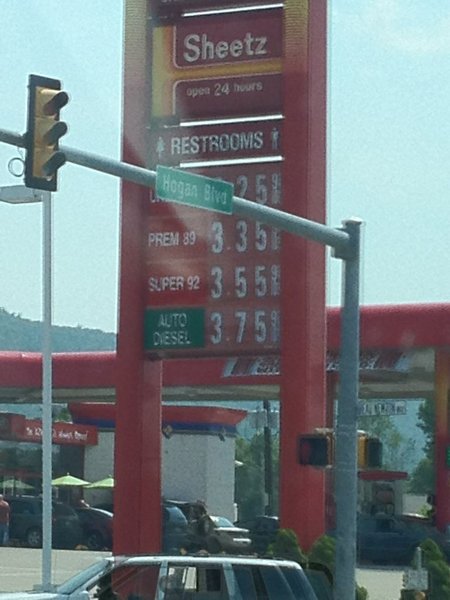 Sheetz
open 24 hours
RESTROOMS
Hogan Blvd
25
PREM 89 3.35
SUPER 92 3.55
AUTO DIESEL 3.75